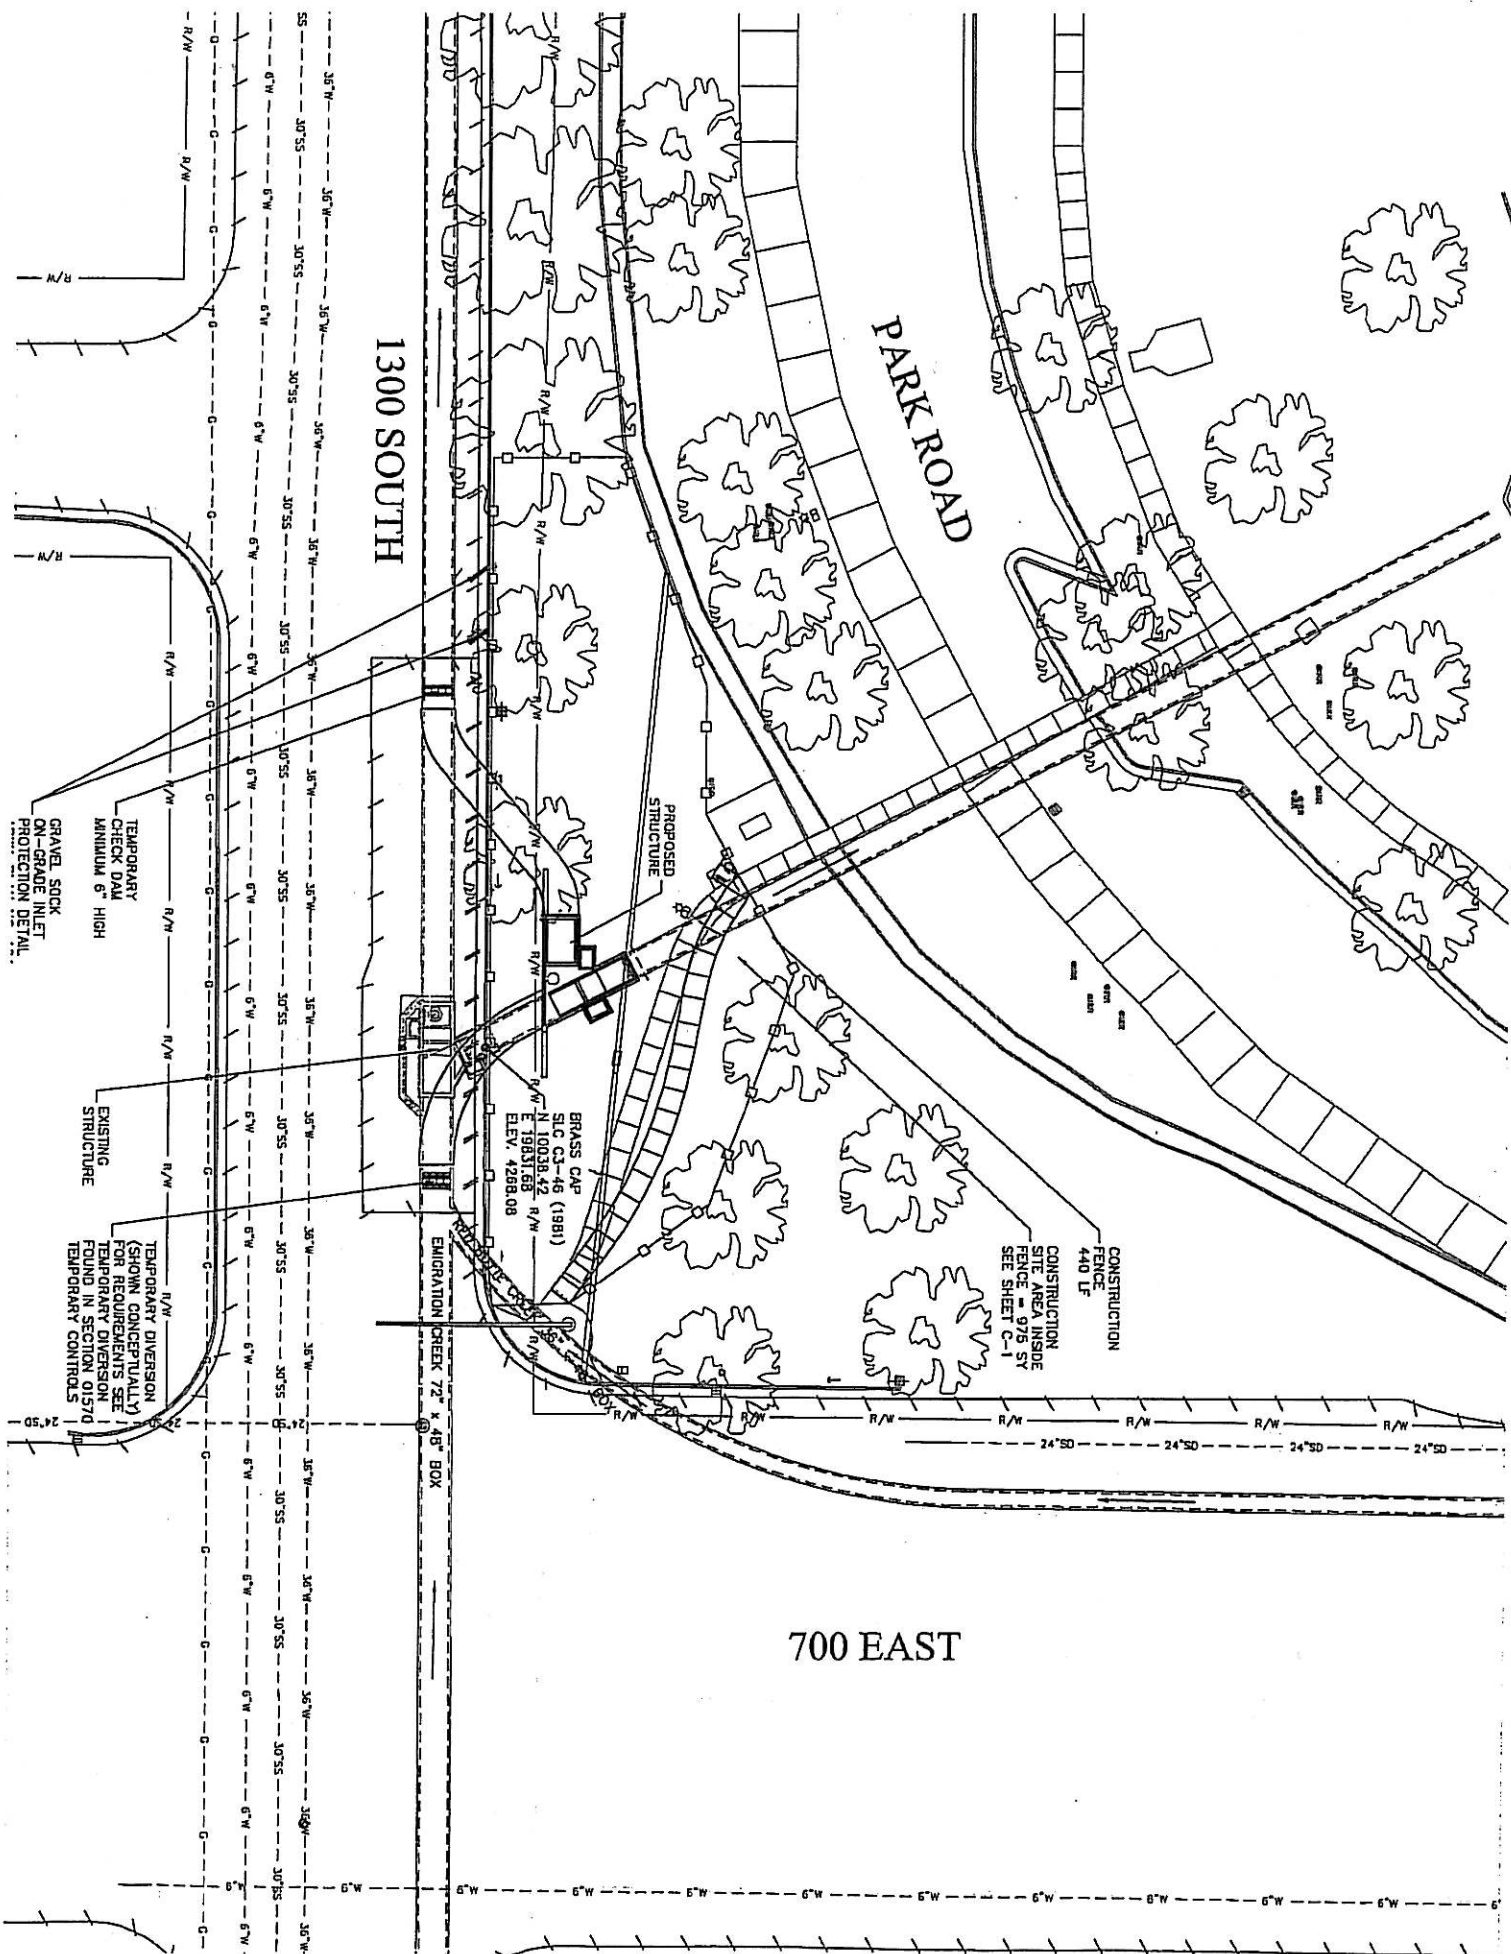 PARK ROAD
1300 SOUTH
700 EAST
PROPOSED
STRUCTURE
BRASS CAP
SLC C3-46 (1981)
N 10038.42
E 19831.68
ELEV. 4268.08
CONSTRUCTION
FENCE
440 LF
CONSTRUCTION
SITE AREA INSIDE
FENCE = 975 SY
SEE SHEET C-1
EMIGRATION CREEK 72" x 48" BOX
TEMPORARY
CHECK DAM
MINIMUM 6" HIGH
GRAVEL SOCK
ON-GRADE INLET
PROTECTION DETAIL
EXISTING
STRUCTURE
TEMPORARY DIVERSION
(SHOWN CONCEPTUALLY)
FOR REQUIREMENTS SEE
TEMPORARY DIVERSION
FOUND IN SECTION 01570
TEMPORARY CONTROLS
R/W
G
6"W
30"SS
36"W
24"SD